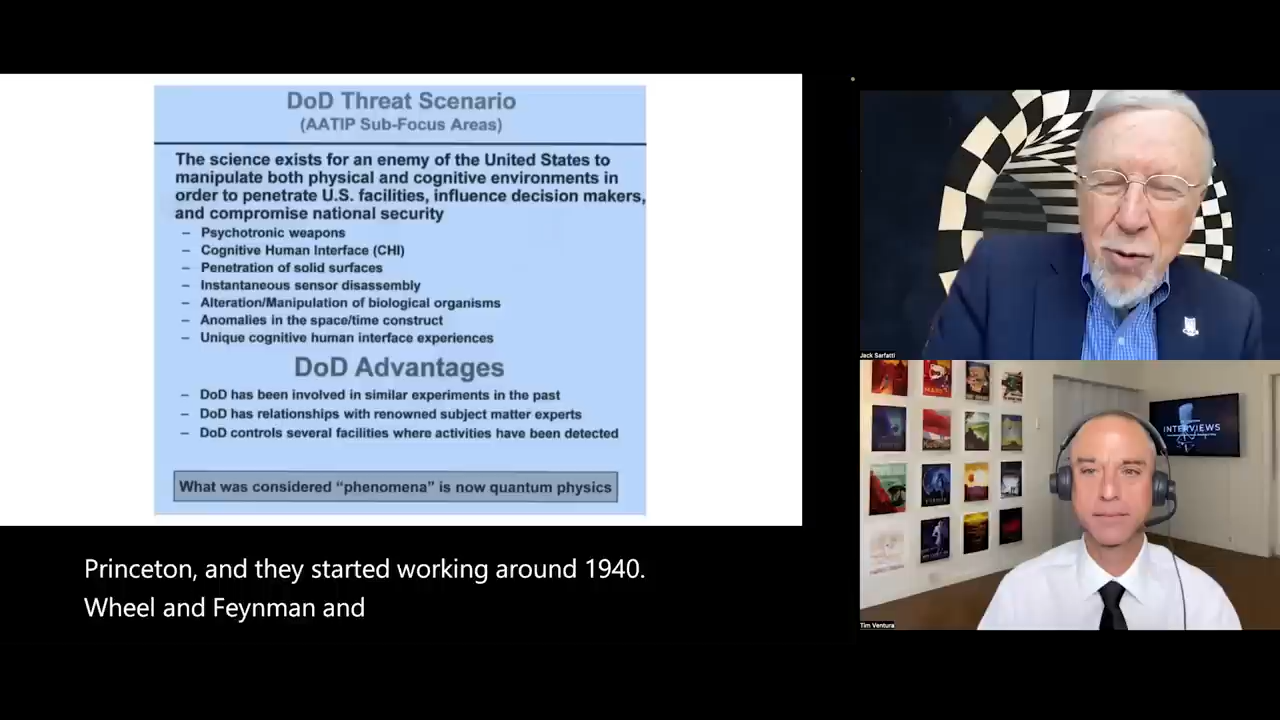 DoD Threat Scenario
(AATIP Sub-Focus Areas)
The science exists for an enemy of the United States to
manipulate both physical and cognitive environments in
order to penetrate U.S. facilities, influence decision makers,
and compromise national security
– Psychotronic weapons
– Cognitive Human Interface (CHI)
– Penetration of solid surfaces
– Instantaneous sensor disassembly
– Alteration/Manipulation of biological organisms
– Anomalies in the space/time construct
– Unique cognitive human interface experiences
DoD Advantages
– DoD has been involved in similar experiments in the past
– DoD has relationships with renowned subject matter experts
– DoD controls several facilities where activities have been detected
What was considered “phenomena” is now quantum physics
Jack Sarfatti
INTERVIEWS
Tim Ventura
Princeton, and they started working around 1940.
Wheel and Feynman and